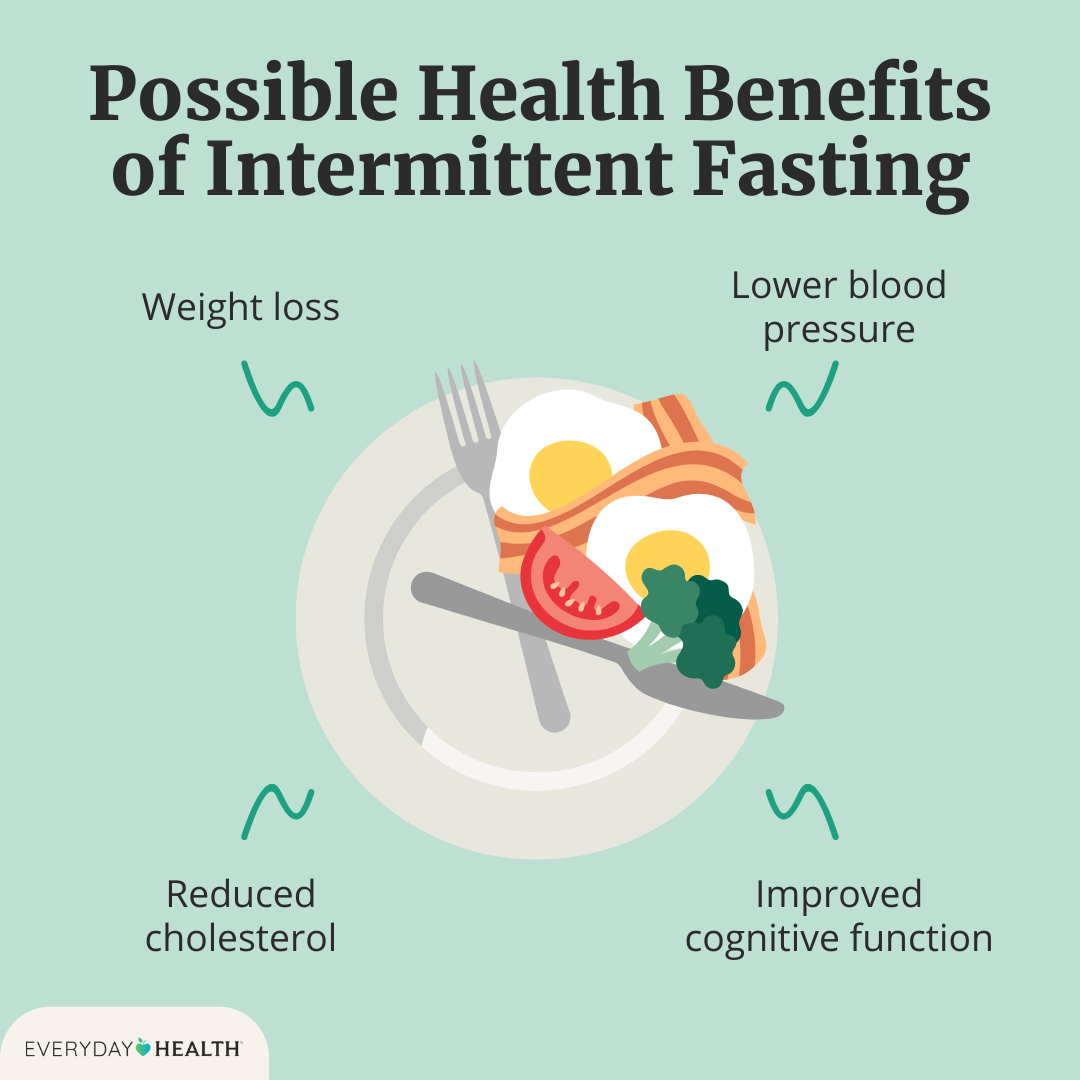 Possible Health Benefits
of Intermittent Fasting
Weight loss
Lower blood
pressure
Reduced
cholesterol
Improved
cognitive function
EVERYDAY HEALTH